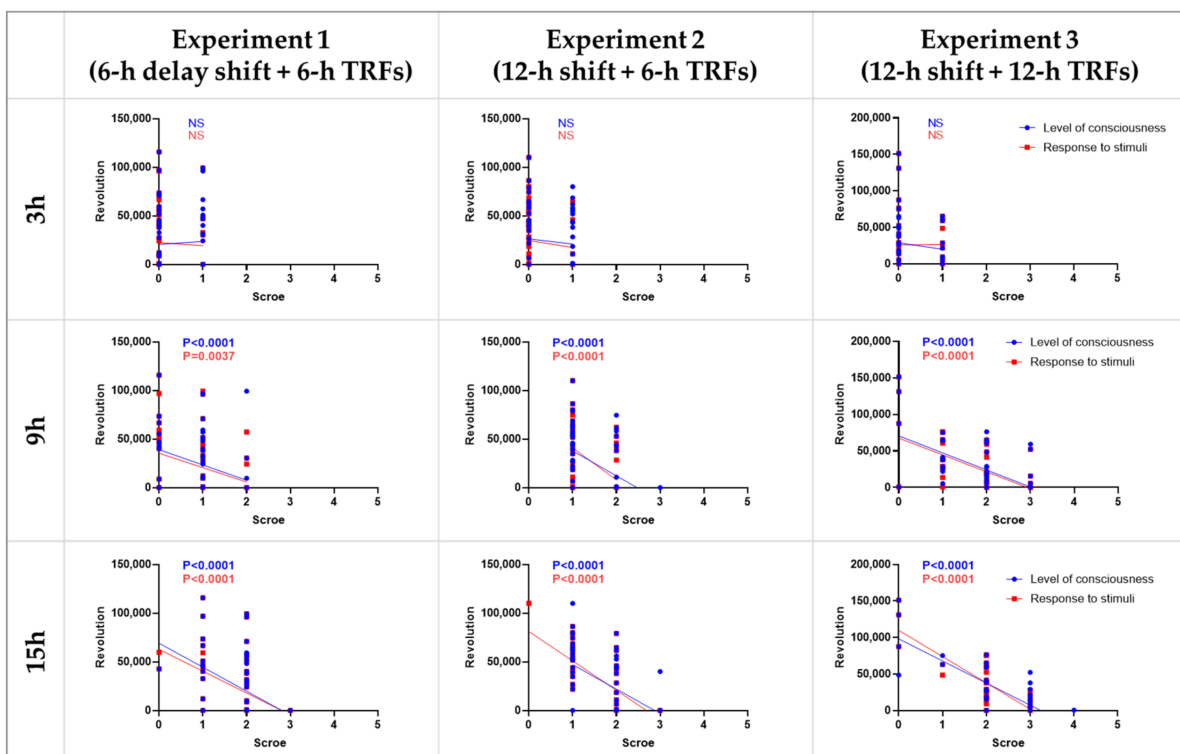 Experiment 1
(6-h delay shift + 6-h TRFs)
Experiment 2
(12-h shift + 6-h TRFs)
Experiment 3
(12-h shift + 12-h TRFs)
3h
NS
NS
Revolution
150,000
100,000
50,000
0
0 1 2 3 4 5
Scroe
NS
NS
Revolution
150,000
100,000
50,000
0
0 1 2 3 4 5
Scroe
NS
NS
Level of consciousness
Response to stimuli
Revolution
200,000
150,000
100,000
50,000
0
0 1 2 3 4 5
Scroe
9h
P<0.0001
P=0.0037
Revolution
150,000
100,000
50,000
0
0 1 2 3 4 5
Scroe
P<0.0001
P<0.0001
Revolution
150,000
100,000
50,000
0
0 1 2 3 4 5
Scroe
P<0.0001
P<0.0001
Level of consciousness
Response to stimuli
Revolution
200,000
150,000
100,000
50,000
0
0 1 2 3 4 5
Scroe
15h
P<0.0001
P<0.0001
Revolution
150,000
100,000
50,000
0
0 1 2 3 4 5
Scroe
P<0.0001
P<0.0001
Revolution
150,000
100,000
50,000
0
0 1 2 3 4 5
Scroe
P<0.0001
P<0.0001
Level of consciousness
Response to stimuli
Revolution
200,000
150,000
100,000
50,000
0
0 1 2 3 4 5
Scroe